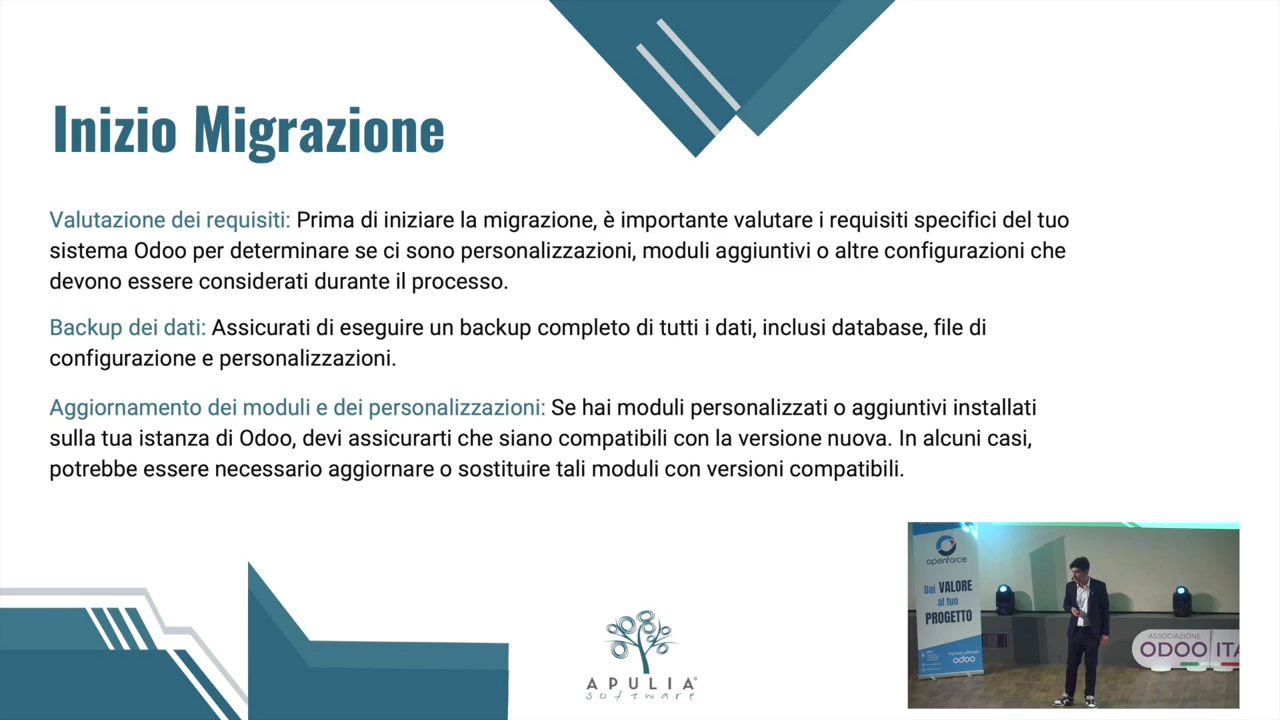 Inizio Migrazione
Valutazione dei requisiti: Prima di iniziare la migrazione, è importante valutare i requisiti specifici del tuo
sistema Odoo per determinare se ci sono personalizzazioni, moduli aggiuntivi o altre configurazioni che
devono essere considerati durante il processo.
Backup dei dati: Assicurati di eseguire un backup completo di tutti i dati, inclusi database, file di
configurazione e personalizzazioni.
Aggiornamento dei moduli e dei personalizzazioni: Se hai moduli personalizzati o aggiuntivi installati
sulla tua istanza di Odoo, devi assicurarti che siano compatibili con la versione nuova. In alcuni casi,
potrebbe essere necessario aggiornare o sostituire tali moduli con versioni compatibili.
APULIA
software
openforce
Dai VALORE
al tuo
PROGETTO
Partner ufficiale
odoo
ASSOCIAZIONE
ODOO ITA